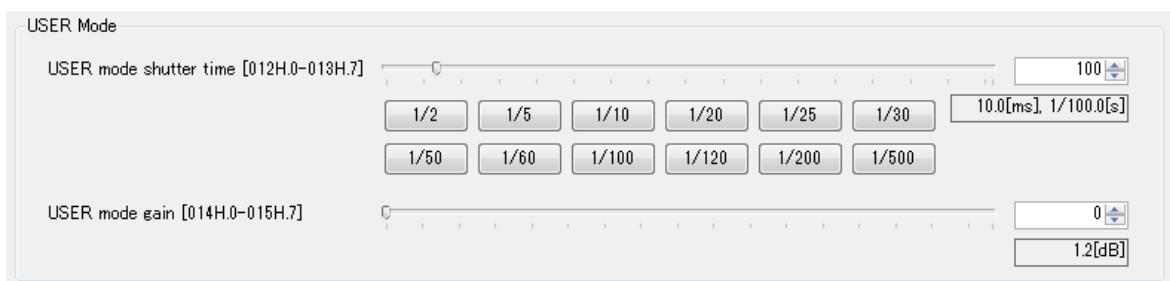 USER Mode
USER mode shutter time [012H.0-013H.7]
100
1/2 1/5 1/10 1/20 1/25 1/30
10.0[ms], 1/100.0[s]
1/50 1/60 1/100 1/120 1/200 1/500
USER mode gain [014H.0-015H.7]
0
1.2[dB]